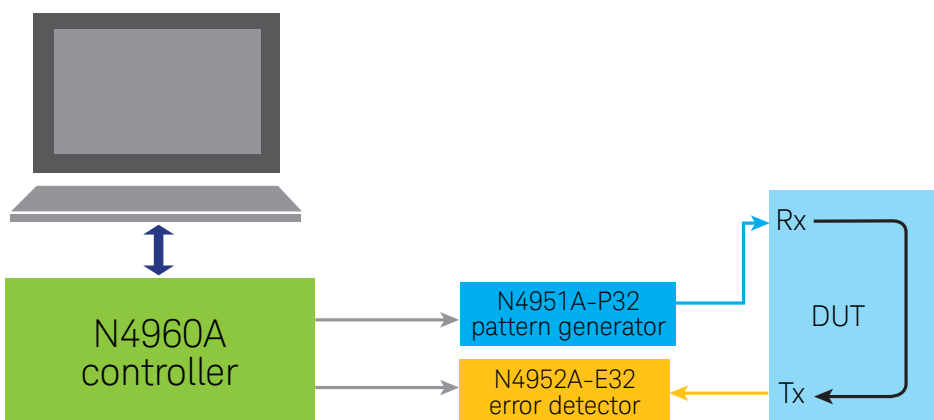 N4960A
controller
N4951A-P32
pattern generator
N4952A-E32
error detector
Rx
DUT
Tx